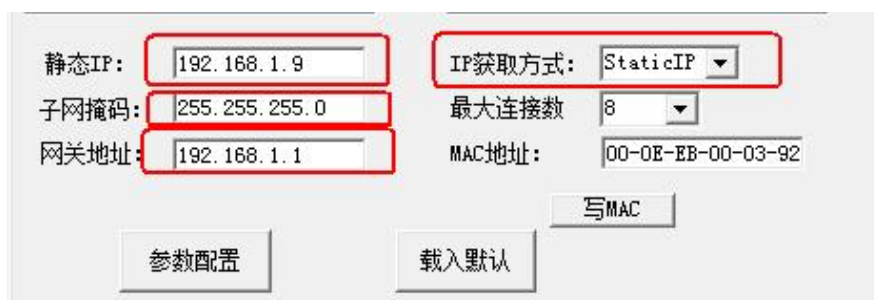 静态IP: 192.168.1.9 IP获取方式: StaticIP
子网掩码: 255.255.255.0 最大连接数 8
网关地址: 192.168.1.1 MAC地址: 00-0E-EB-00-03-92
写MAC
参数配置 载入默认